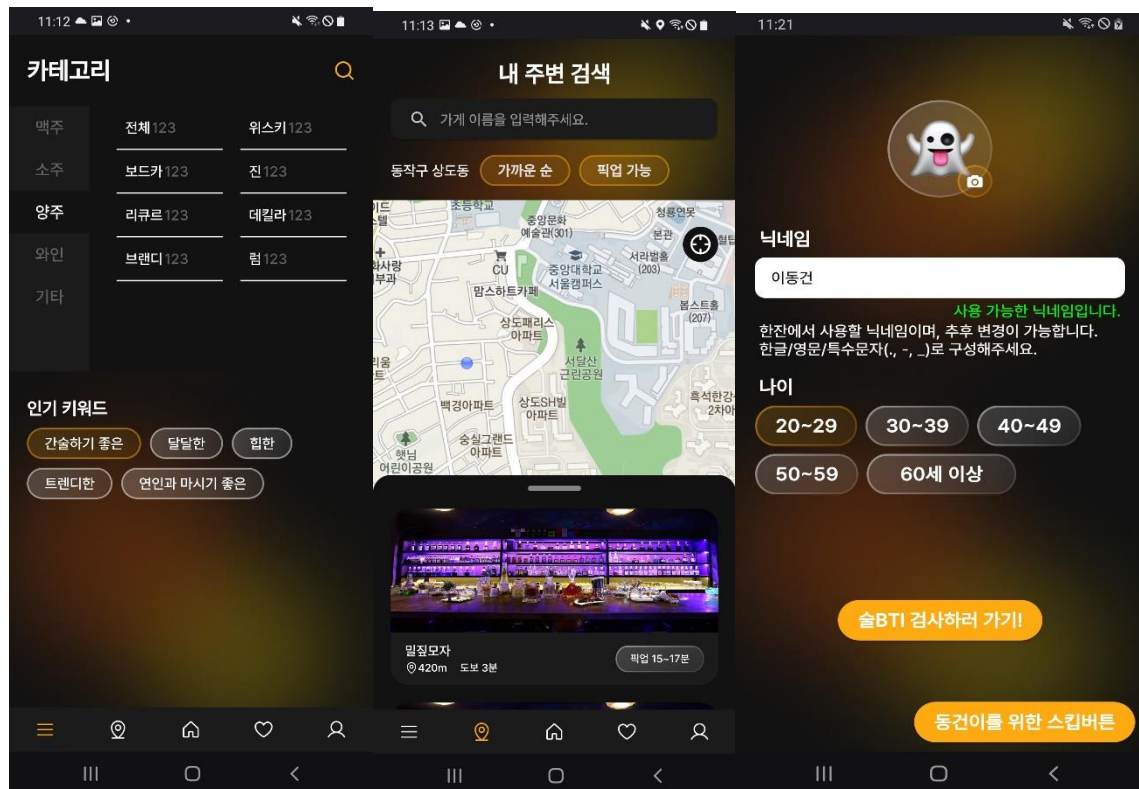 11:12
카테고리
맥주
소주
양주
와인
기타
전체123
위스키123
보드카123
진123
리큐르123
데킬라123
브랜디123
럼123
인기 키워드
간술하기 좋은
달달한
힙한
트렌디한
연인과 마시기 좋은
11:13
내 주변 검색
가게 이름을 입력해주세요.
동작구 상도동
가까운 순
픽업 가능
초등학교
중앙문화
예술관(301)
청룡연못
본관
서라벌홀
(203)
CU
중앙대학교
서울캠퍼스
맘스하트카페
봅스트홀
(207)
상도패리스
아파트
서달산
근린공원
백경아파트
상도SH빌
아파트
흑석한강
2차아
숭실그랜드
아파트
햇님
어린이공원
밀짚모자
420m 도보 3분
픽업 15~17분
11:21
닉네임
이동건
사용 가능한 닉네임입니다.
한잔에서 사용할 닉네임이며, 추후 변경이 가능합니다.
한글/영문/특수문자(., -, _)로 구성해주세요.
나이
20~29
30~39
40~49
50~59
60세 이상
술BTI 검사하러 가기!
동건이를 위한 스킵버튼